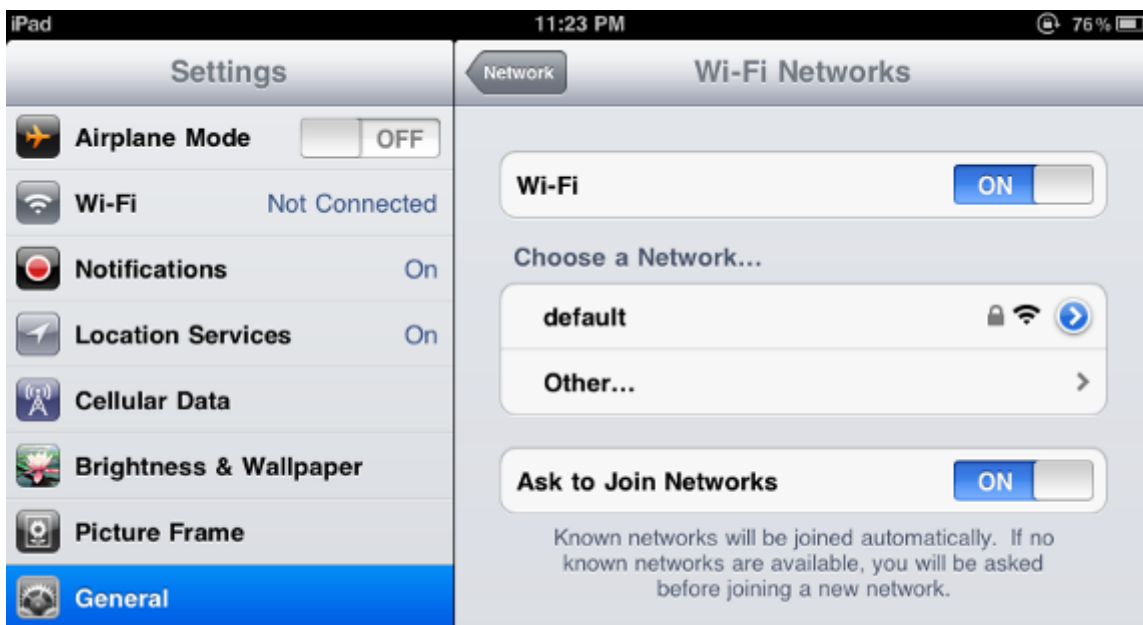 iPad 11:23 PM 76%
Settings
Airplane Mode OFF
Wi-Fi Not Connected
Notifications On
Location Services On
Cellular Data
Brightness & Wallpaper
Picture Frame
General
Network Wi-Fi Networks
Wi-Fi ON
Choose a Network...
default
Other...
Ask to Join Networks ON
Known networks will be joined automatically. If no
known networks are available, you will be asked
before joining a new network.